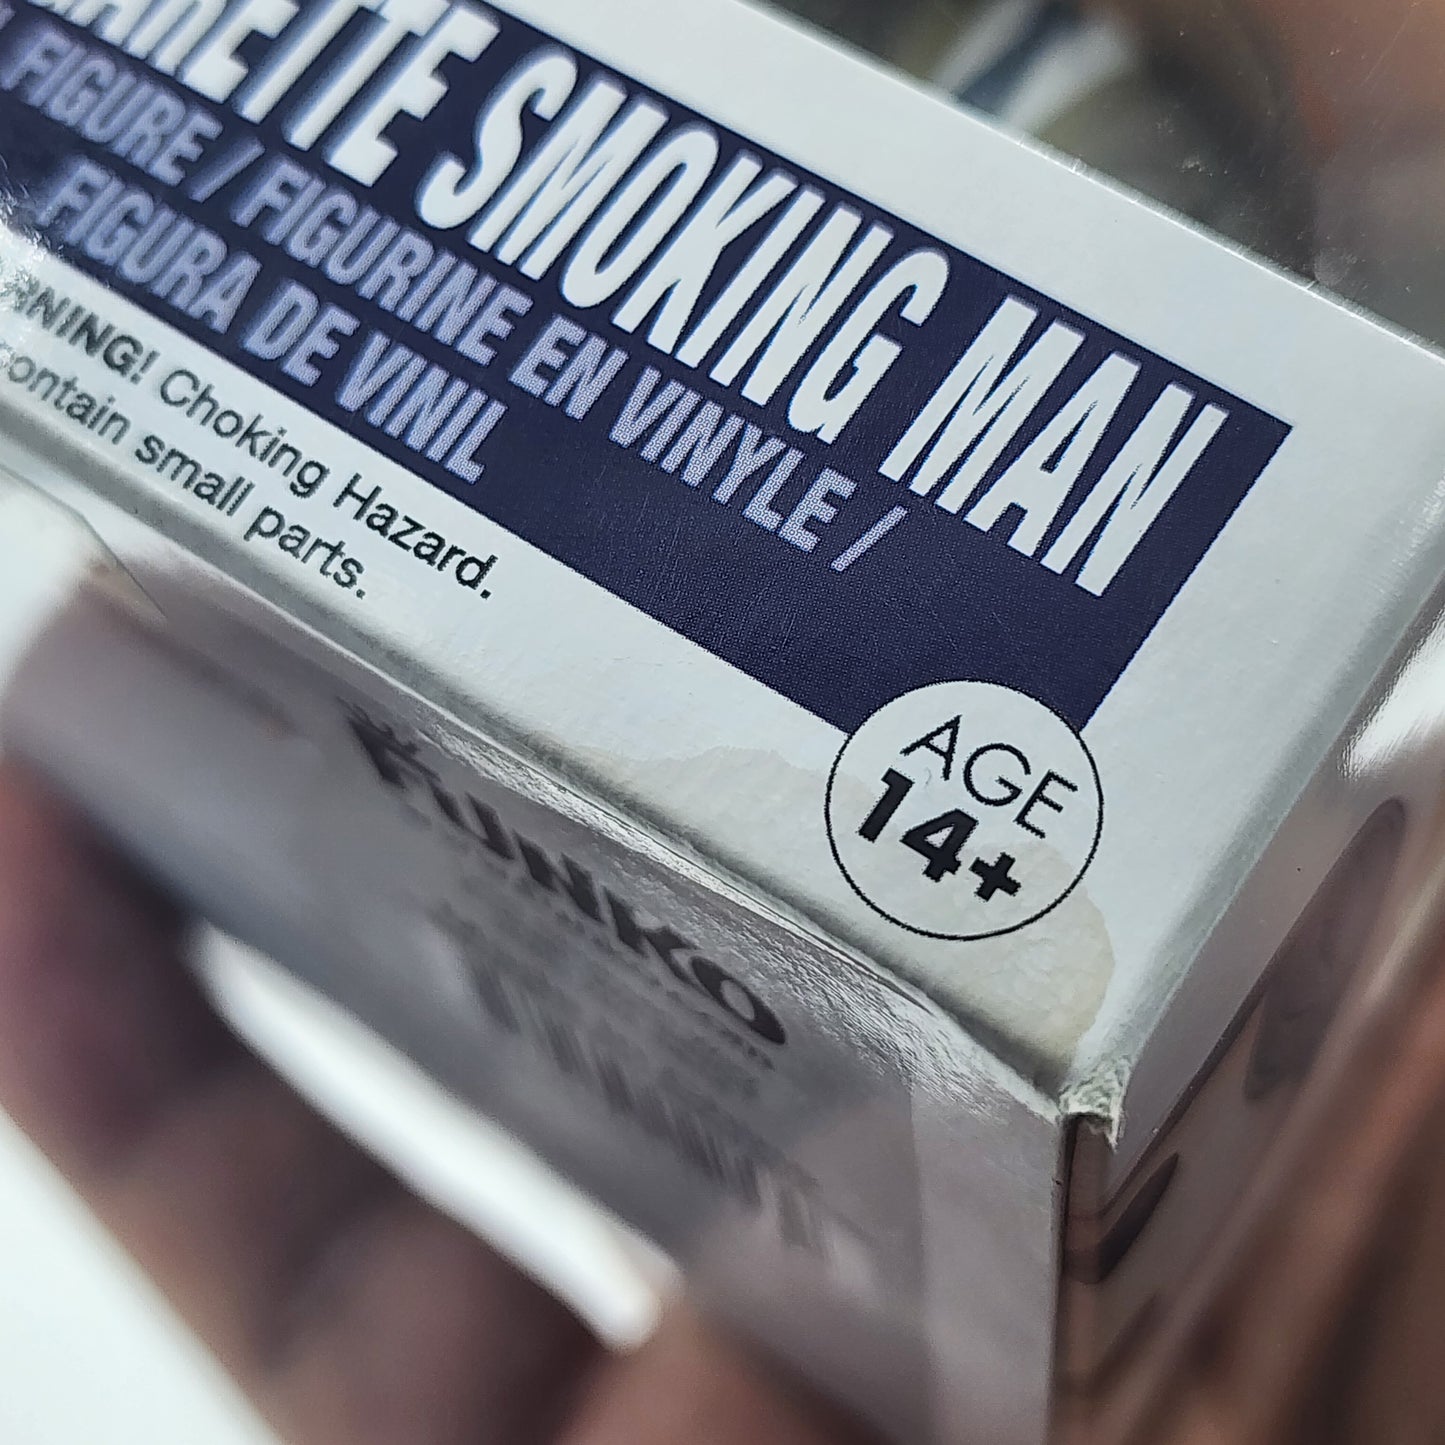 SMOKING MAN
FIGURE / FIGURINE EN VINYLE /
FIGURA DE VINIL
Choking Hazard.
contain small parts.
AGE
14+
FUNKO